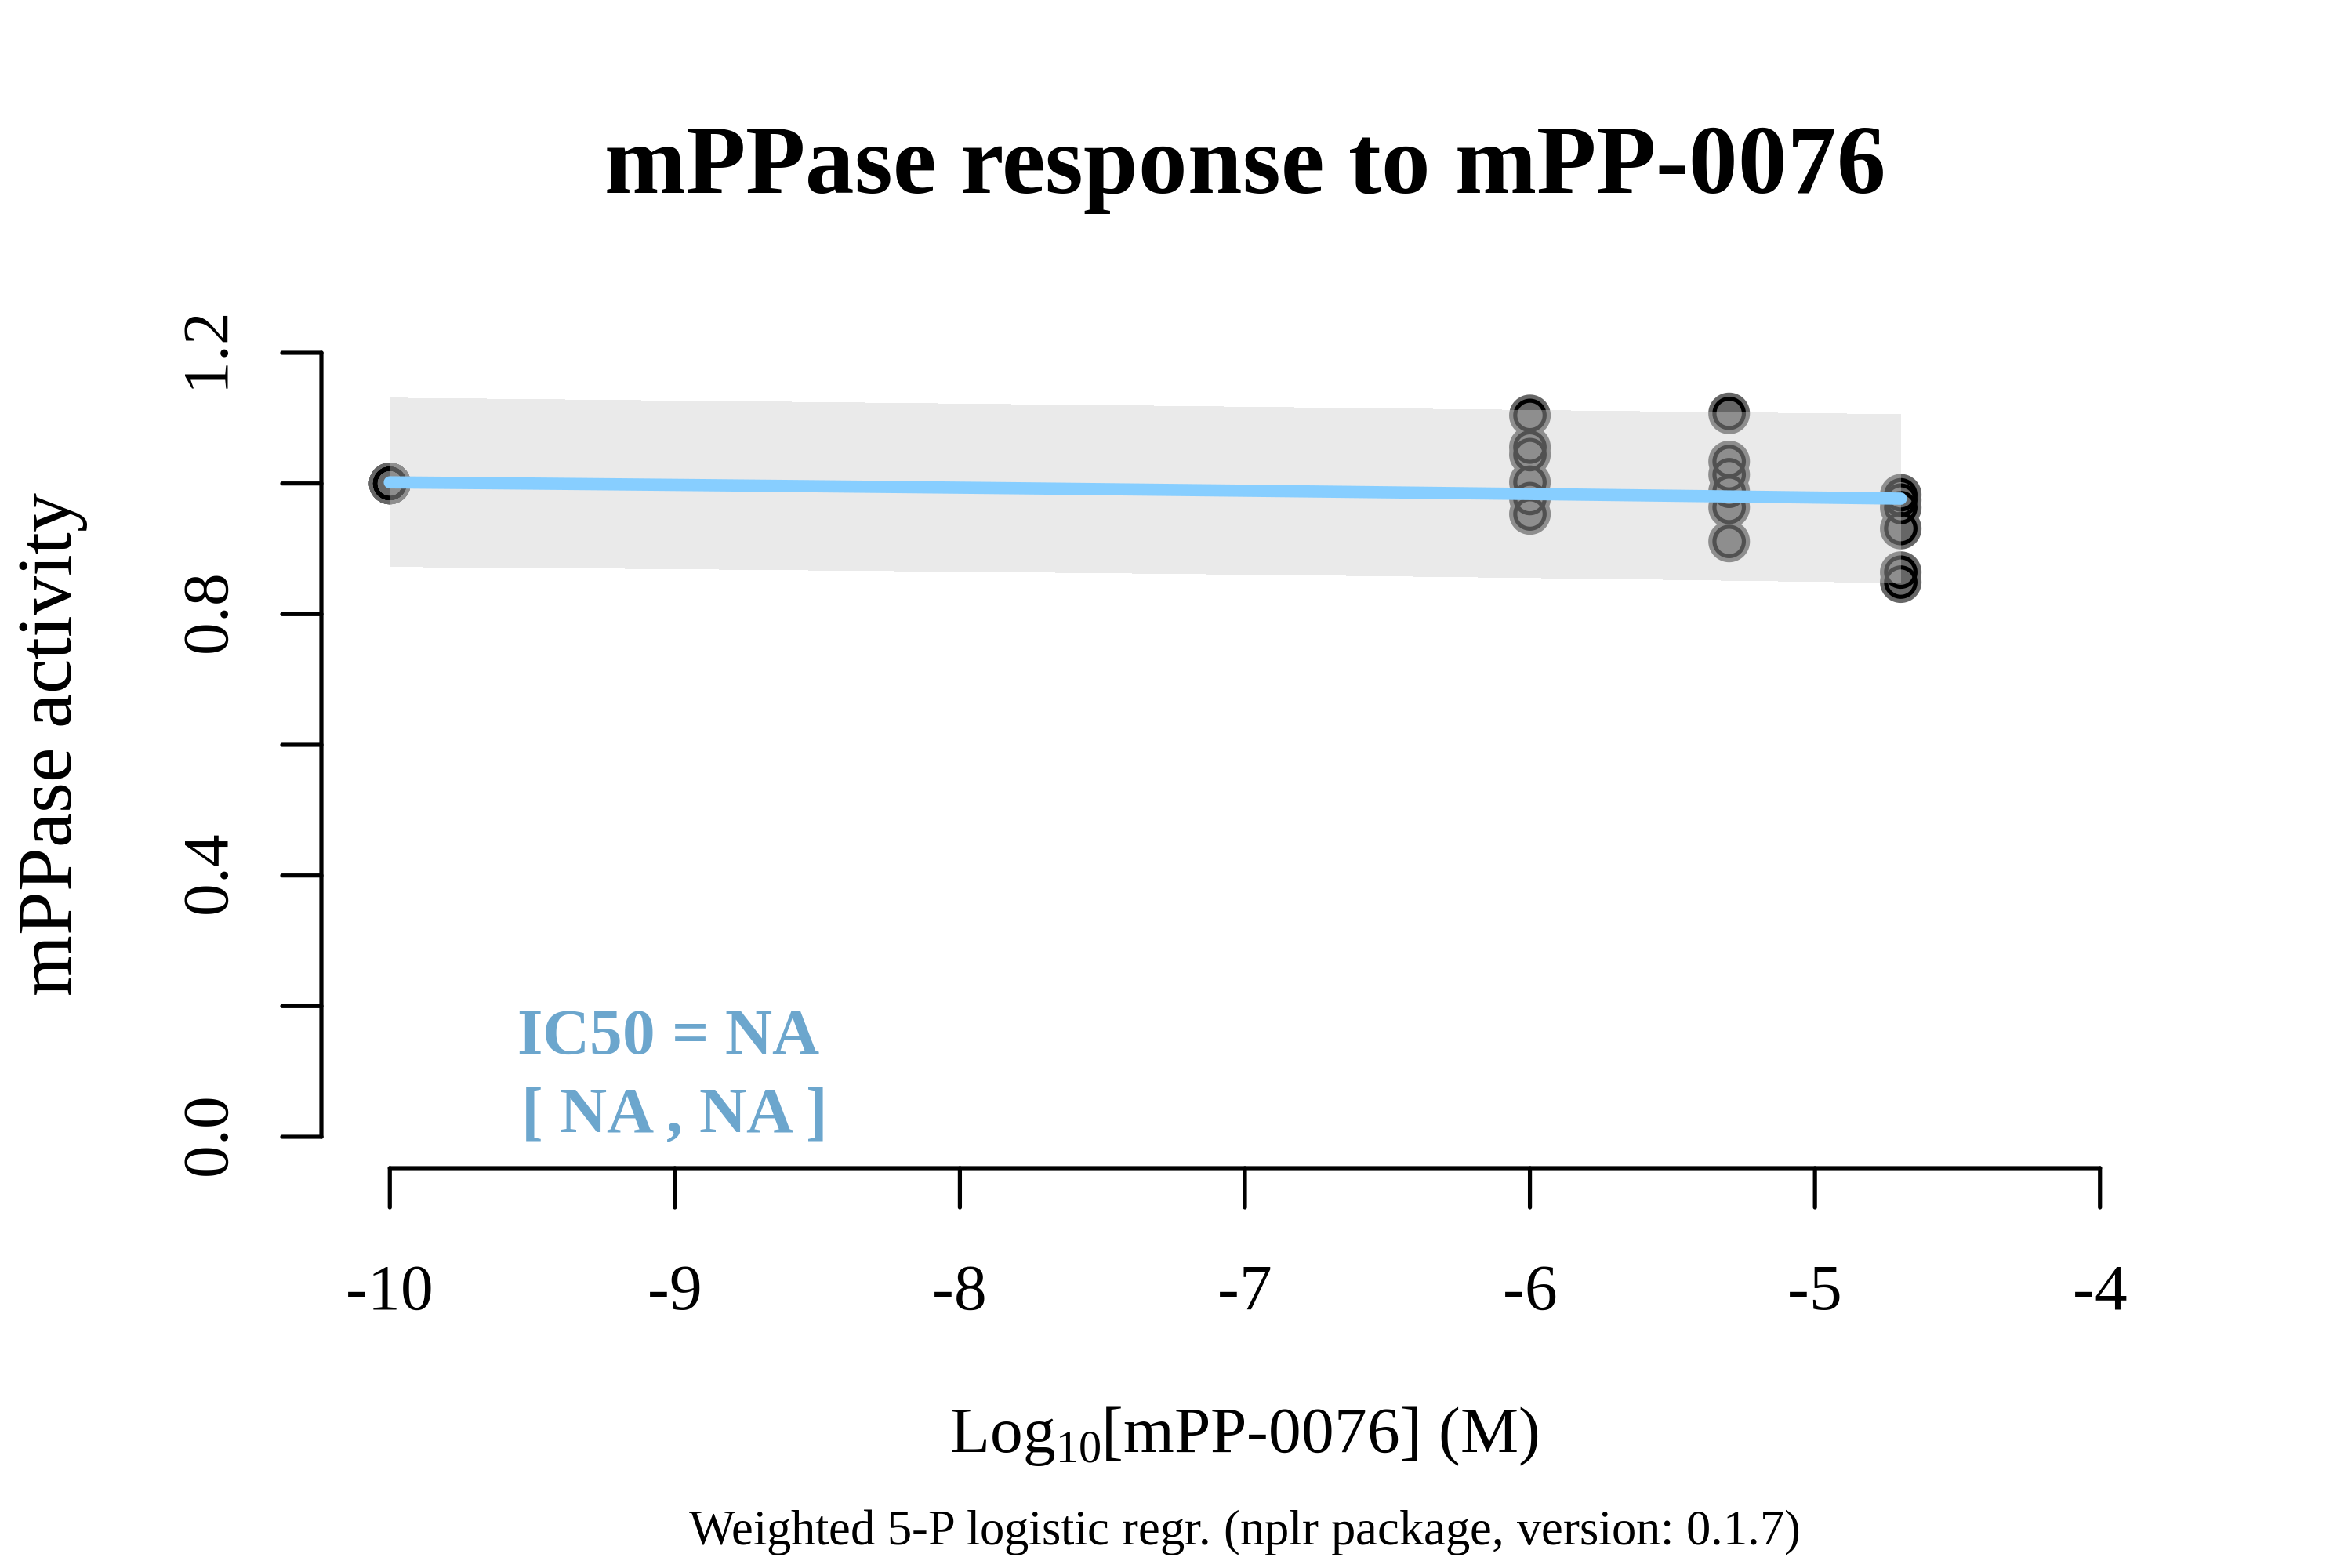 mPPase response to mPP-0076
mPPase activity
1.2
0.8
0.4
0.0
IC50 = NA
[ NA , NA ]
-10 -9 -8 -7 -6 -5 -4
Log10[mPP-0076] (M)
Weighted 5-P logistic regr. (nplr package, version: 0.1.7)